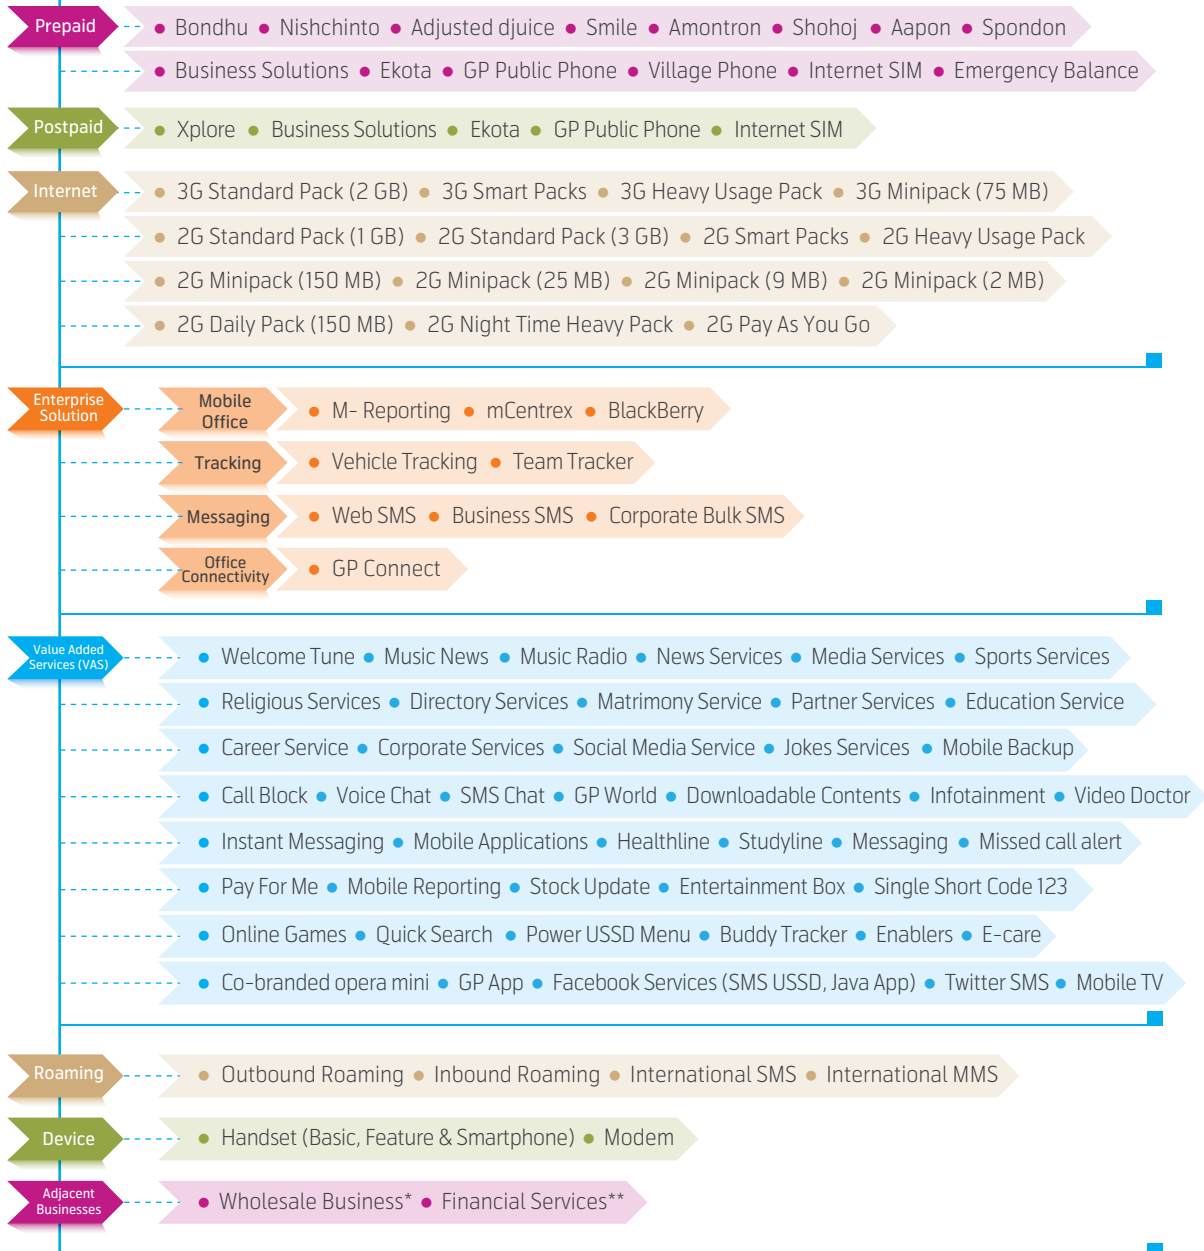 Prepaid
• Bondhu • Nishchinto • Adjusted djuice • Smile • Amontron • Shohoj • Aapon • Spondon
• Business Solutions • Ekota • GP Public Phone • Village Phone • Internet SIM • Emergency Balance
Postpaid
• Xplore • Business Solutions • Ekota • GP Public Phone • Internet SIM
Internet
• 3G Standard Pack (2 GB) • 3G Smart Packs • 3G Heavy Usage Pack • 3G Minipack (75 MB)
• 2G Standard Pack (1 GB) • 2G Standard Pack (3 GB) • 2G Smart Packs • 2G Heavy Usage Pack
• 2G Minipack (150 MB) • 2G Minipack (25 MB) • 2G Minipack (9 MB) • 2G Minipack (2 MB)
• 2G Daily Pack (150 MB) • 2G Night Time Heavy Pack • 2G Pay As You Go
Enterprise
Solution
Mobile
Office
• M- Reporting • mCentrex • BlackBerry
Tracking
• Vehicle Tracking • Team Tracker
Messaging
• Web SMS • Business SMS • Corporate Bulk SMS
Office
Connectivity
• GP Connect
Value Added
Services (VAS)
• Welcome Tune • Music News • Music Radio • News Services • Media Services • Sports Services
• Religious Services • Directory Services • Matrimony Service • Partner Services • Education Service
• Career Service • Corporate Services • Social Media Service • Jokes Services • Mobile Backup
• Call Block • Voice Chat • SMS Chat • GP World • Downloadable Contents • Infotainment • Video Doctor
• Instant Messaging • Mobile Applications • Healthline • Studyline • Messaging • Missed call alert
• Pay For Me • Mobile Reporting • Stock Update • Entertainment Box • Single Short Code 123
• Online Games • Quick Search • Power USSD Menu • Buddy Tracker • Enablers • E-care
• Co-branded opera mini • GP App • Facebook Services (SMS USSD, Java App) • Twitter SMS • Mobile TV
Roaming
• Outbound Roaming • Inbound Roaming • International SMS • International MMS
Device
• Handset (Basic, Feature & Smartphone) • Modem
Adjacent
Businesses
• Wholesale Business* • Financial Services**